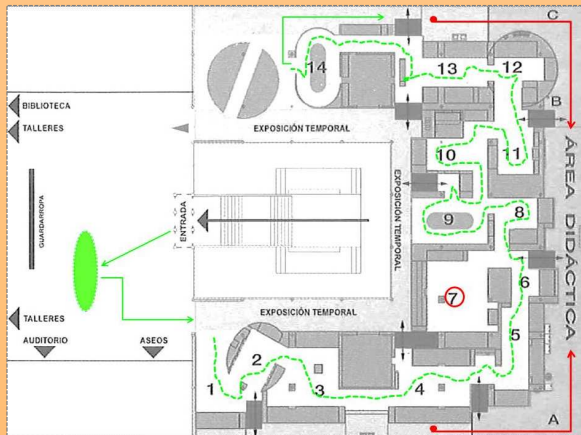 C
14
13
12
BIBLIOTECA
TALLERES
B
EXPOSICIÓN TEMPORAL
ÁREA DIDÁCTICA
10
11
GUARDARROPA
ENTRADA
EXPOSICIÓN TEMPORAL
9
8
6
7
EXPOSICIÓN TEMPORAL
TALLERES
5
AUDITORIO
ASEOS
2
1
3
4
A